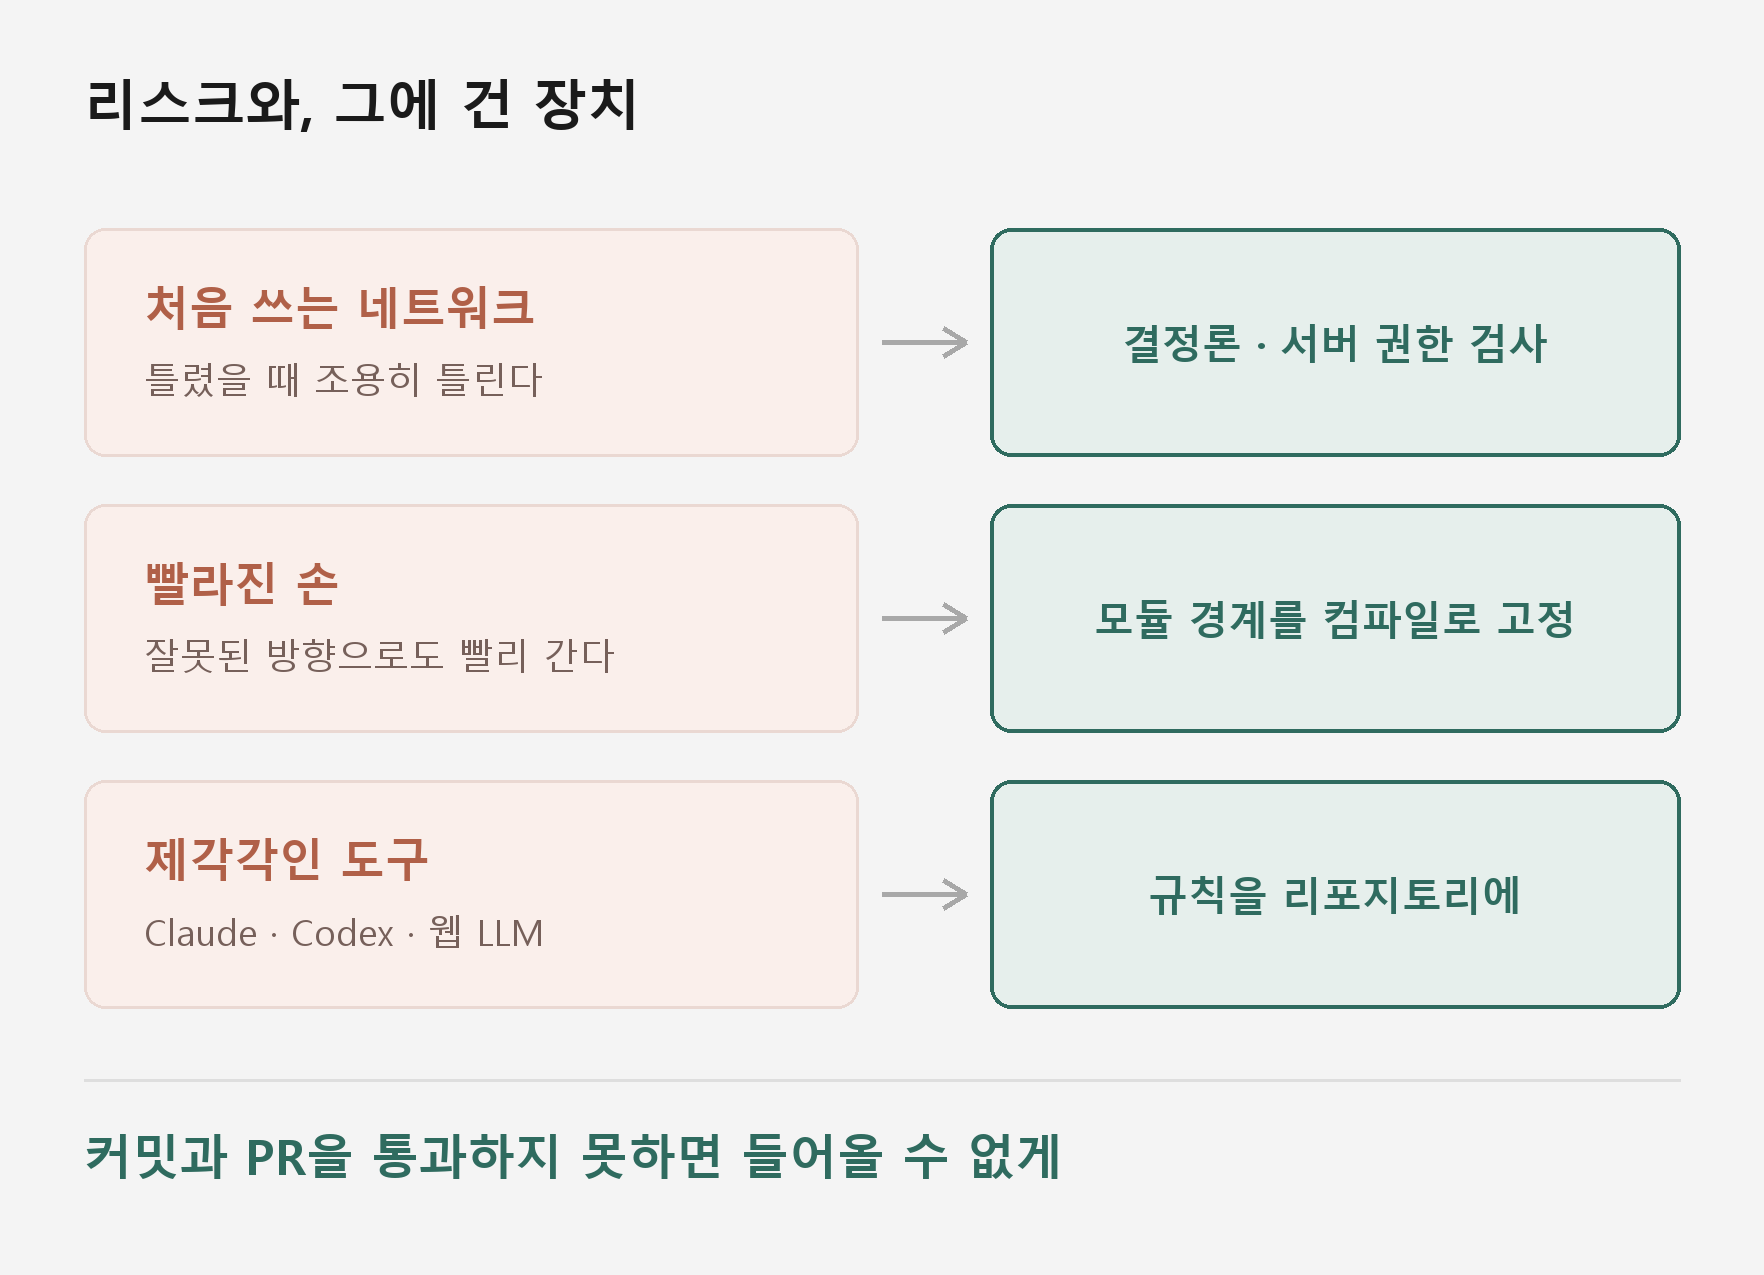 리스크와, 그에 건 장치
처음 쓰는 네트워크
틀렸을 때 조용히 틀린다
결정론 · 서버 권한 검사
빨라진 손
잘못된 방향으로도 빨리 간다
모듈 경계를 컴파일로 고정
제각각인 도구
Claude · Codex · 웹 LLM
규칙을 리포지토리에
커밋과 PR을 통과하지 못하면 들어올 수 없게